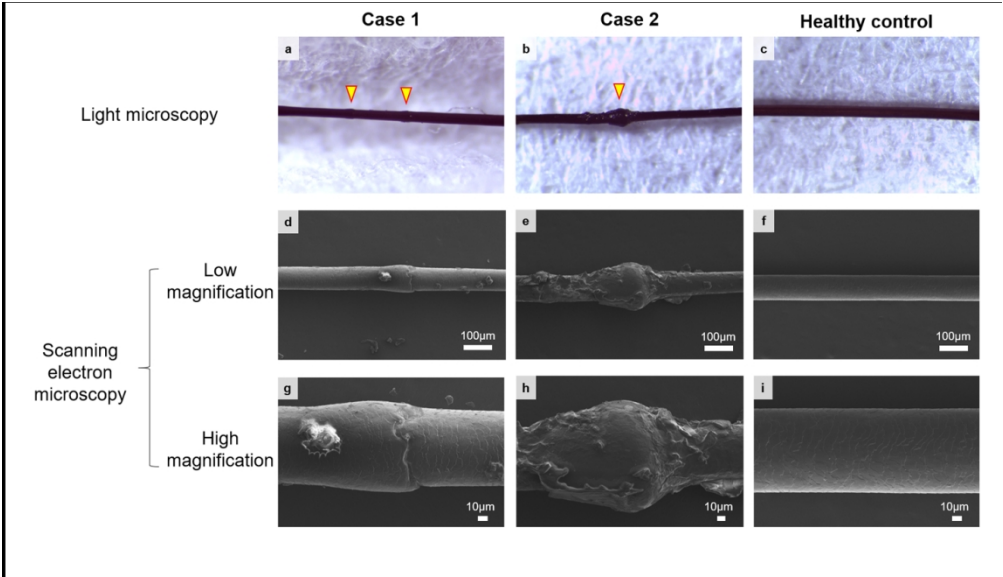 Case 1
Case 2
Healthy control
a
b
c
Light microscopy
d
e
f
Low
magnification
100µm
100µm
100µm
Scanning
electron
microscopy
g
h
i
High
magnification
10µm
10µm
10µm